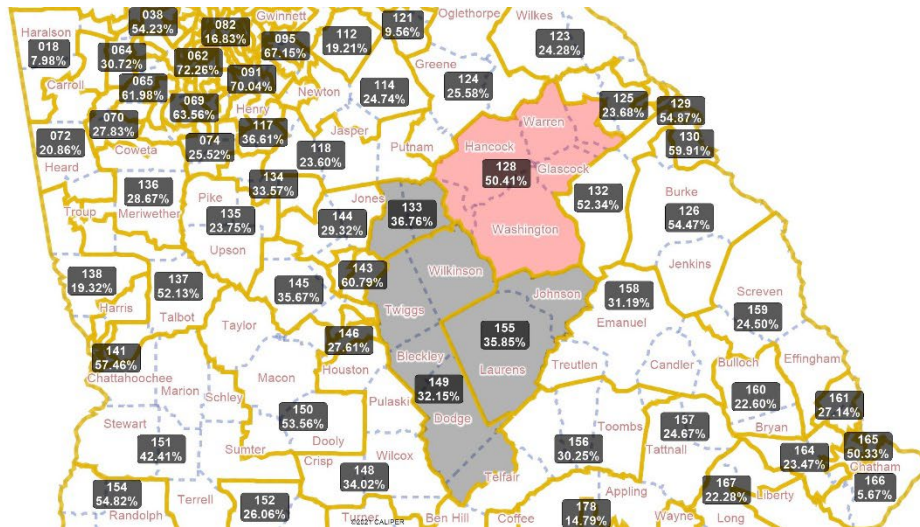 038
54.23%
082
16.83%
Gwinnett
121
9.56%
Oglethorpe
Wilkes
Haralson
018
7.98%
064
30.72%
062
72.26%
095
67.15%
112
19.21%
Greene
123
24.28%
Carroll
065
61.98%
091
70.04%
Newton
114
24.74%
124
25.58%
125
23.68%
129
54.87%
069
63.56%
Henry
070
27.83%
117
36.61%
Jasper
Warren
130
59.91%
072
20.86%
Coweta
074
25.52%
118
23.60%
Putnam
Hancock
Heard
128
50.41%
Glascock
134
33.57%
136
28.67%
Pike
Jones
132
52.34%
Burke
Troup
Meriwether
135
23.75%
144
29.32%
133
36.76%
126
54.47%
Upson
Washington
138
19.32%
137
52.13%
145
35.67%
143
60.79%
Wilkinson
Jenkins
Harris
Talbot
Twiggs
Johnson
158
31.19%
Screven
159
24.50%
Taylor
146
27.61%
155
35.85%
Emanuel
141
57.46%
Houston
Bleckley
Laurens
Treutlen
Candler
Bulloch
Effingham
Chattahoochee
Macon
149
32.15%
Marion
Schley
150
53.56%
Pulaski
160
22.60%
161
27.14%
Stewart
Dooly
Dodge
Toombs
157
24.67%
Bryan
151
42.41%
Sumter
Wilcox
156
30.25%
Tattnall
164
23.47%
165
50.33%
Crisp
148
34.02%
Telfair
Chatham
154
54.82%
Terrell
152
26.06%
Appling
167
22.28%
Liberty
166
5.67%
Randolph
Turner
©2021 CALIPER
Ben Hill
Coffee
178
14.79%
Wayne
Long